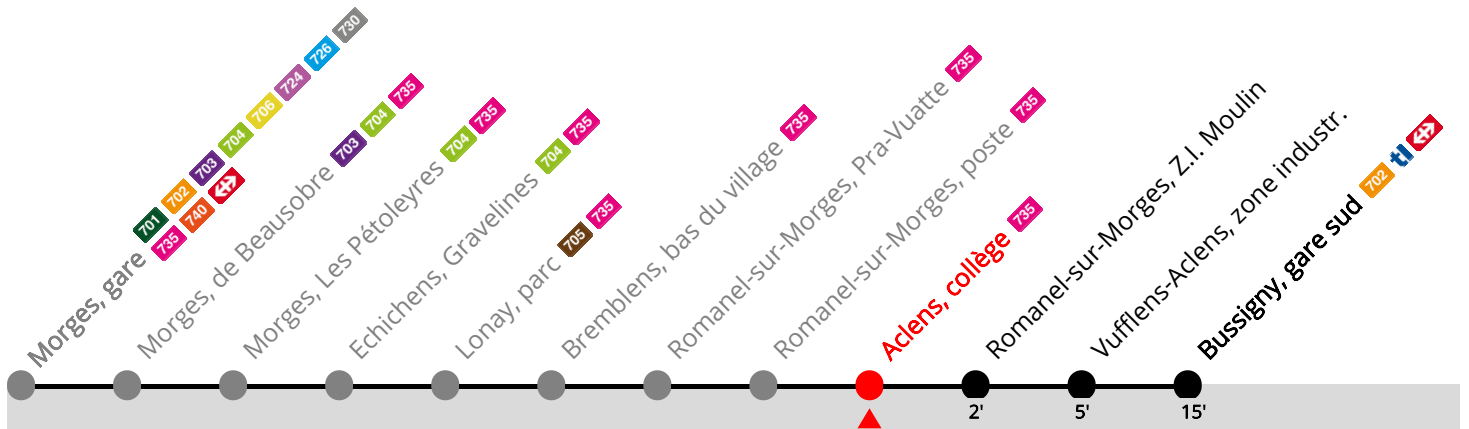 Morges, gare 701 702 703 704 706 724 726 730
735 740
Morges, de Beausobre 703 704 735
Morges, Les Pétoleyres 704 735
Echichens, Gravelines 704 735
Lonay, parc 705 735
Bremblens, bas du village 735
Romanel-sur-Morges, Pra-Vuatte 735
Romanel-sur-Morges, poste 735
Aclens, collège 735
Romanel-sur-Morges, Z.I. Moulin
Vufflens-Aclens, zone industr.
Bussigny, gare sud 702 tl
2' 5' 15'